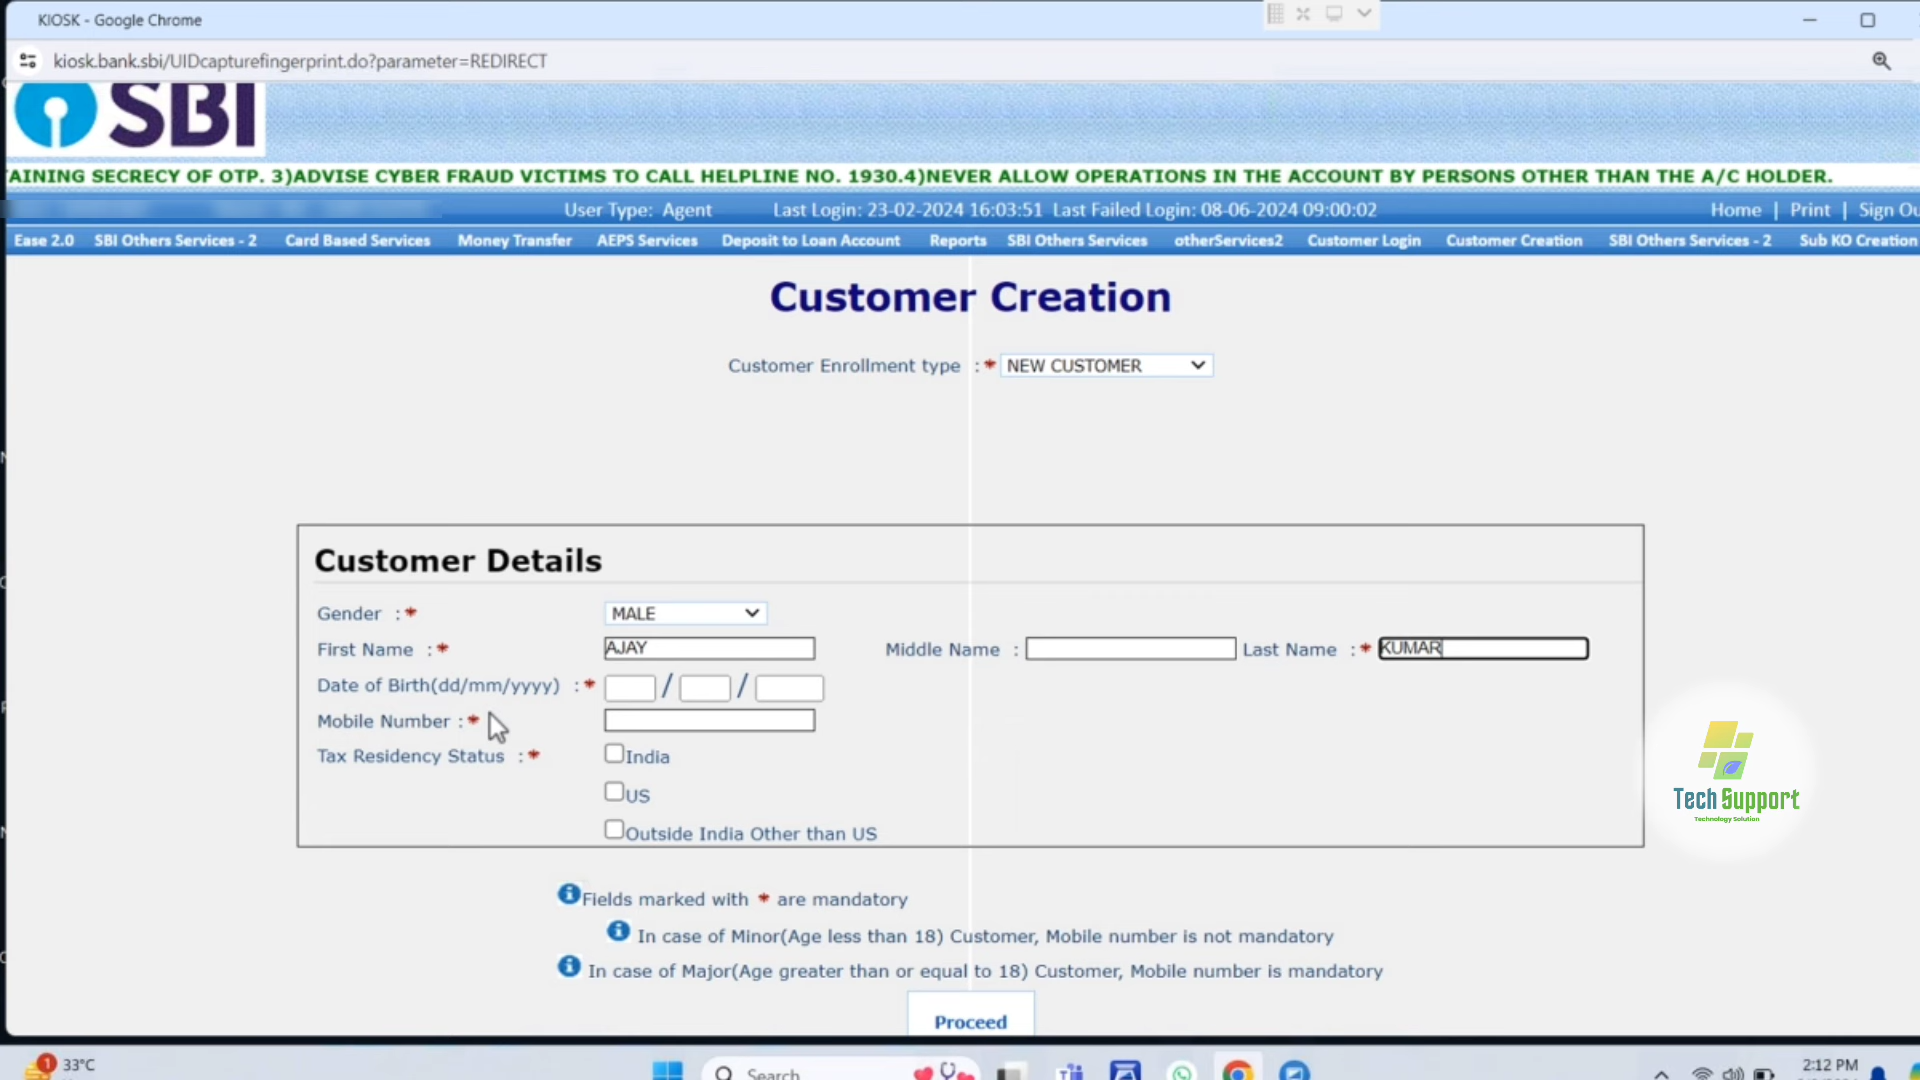 KIOSK - Google Chrome
kiosk.bank.sbi/UIDcapturefingerprint.do?parameter=REDIRECT
SBI
TAINING SECRECY OF OTP. 3)ADVISE CYBER FRAUD VICTIMS TO CALL HELPLINE NO. 1930.4)NEVER ALLOW OPERATIONS IN THE ACCOUNT BY PERSONS OTHER THAN THE A/C HOLDER.
User Type: Agent Last Login: 23-02-2024 16:03:51 Last Failed Login: 08-06-2024 09:00:02 Home | Print | Sign Ou
Ease 2.0 SBI Others Services - 2 Card Based Services Money Transfer AEPS Services Deposit to Loan Account Reports SBI Others Services otherServices2 Customer Login Customer Creation SBI Others Services - 2 Sub KO Creation
Customer Creation
Customer Enrollment type :* NEW CUSTOMER
Customer Details
Gender :* MALE
First Name :* AJAY Middle Name : Last Name :* KUMAR
Date of Birth(dd/mm/yyyy) :* / /
Mobile Number :*
Tax Residency Status :* India
US
Outside India Other than US
Tech Support
Technology Solution
Fields marked with * are mandatory
In case of Minor(Age less than 18) Customer, Mobile number is not mandatory
In case of Major(Age greater than or equal to 18) Customer, Mobile number is mandatory
Proceed
1 33°C
Search
2:12 PM